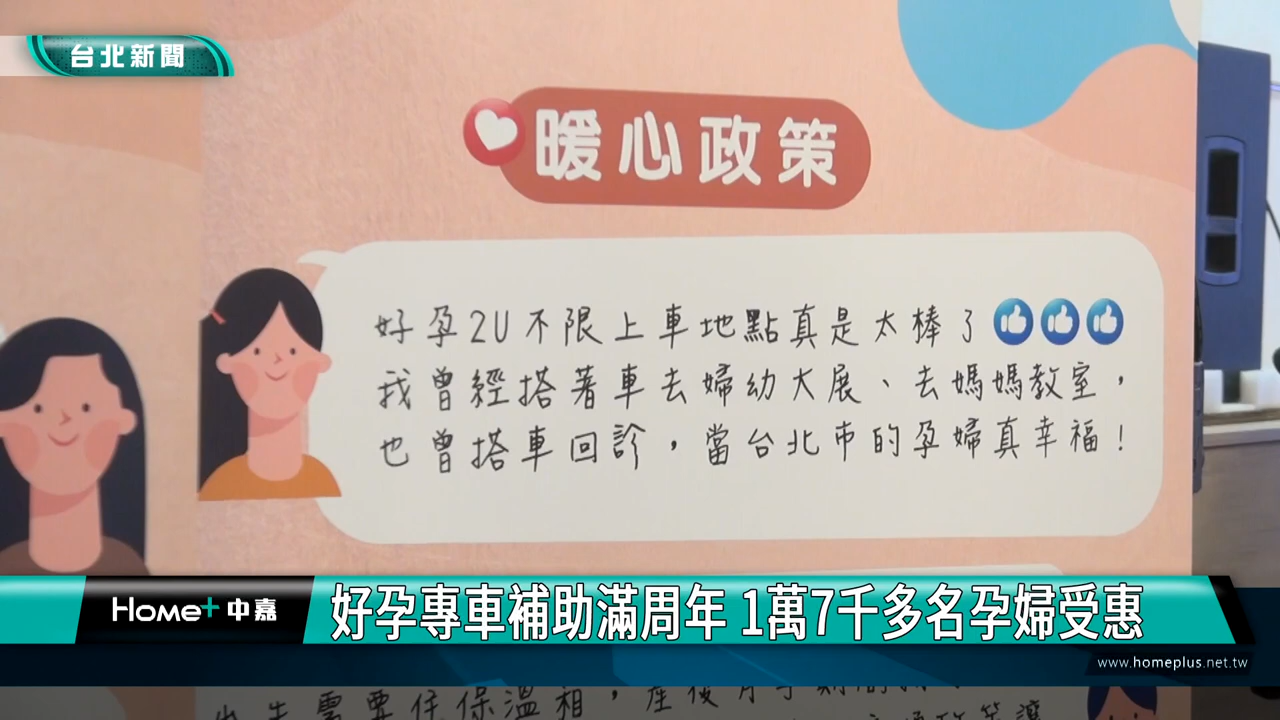 台北新聞
暖心政策
好孕2U不限上車地點真是太棒了
我曾經搭著車去婦幼大展、去媽媽教室，
也曾搭車回診，當台北市的孕婦真幸福！
Home+中嘉
好孕專車補助滿周年 1萬7千多名孕婦受惠
www.homeplus.net.tw